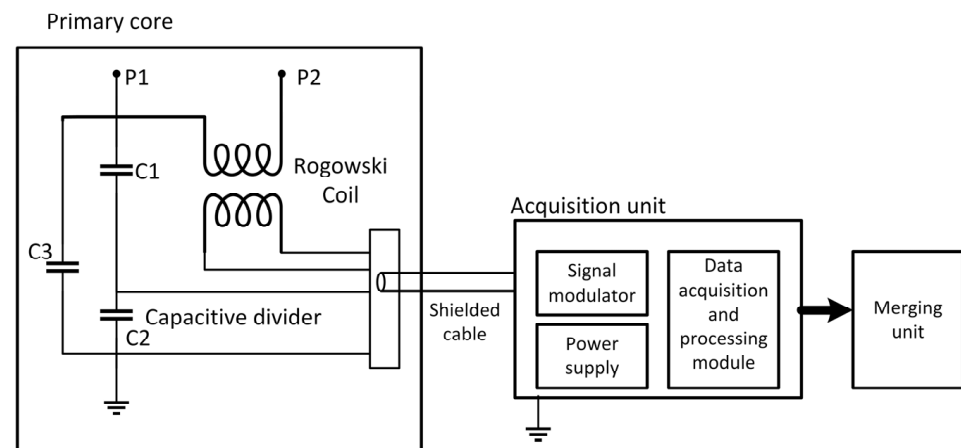 Primary core
P1
P2
C1
Rogowski
Coil
C3
Capacitive divider
C2
Shielded
cable
Acquisition unit
Signal
modulator
Power
supply
Data
acquisition
and
processing
module
Merging
unit